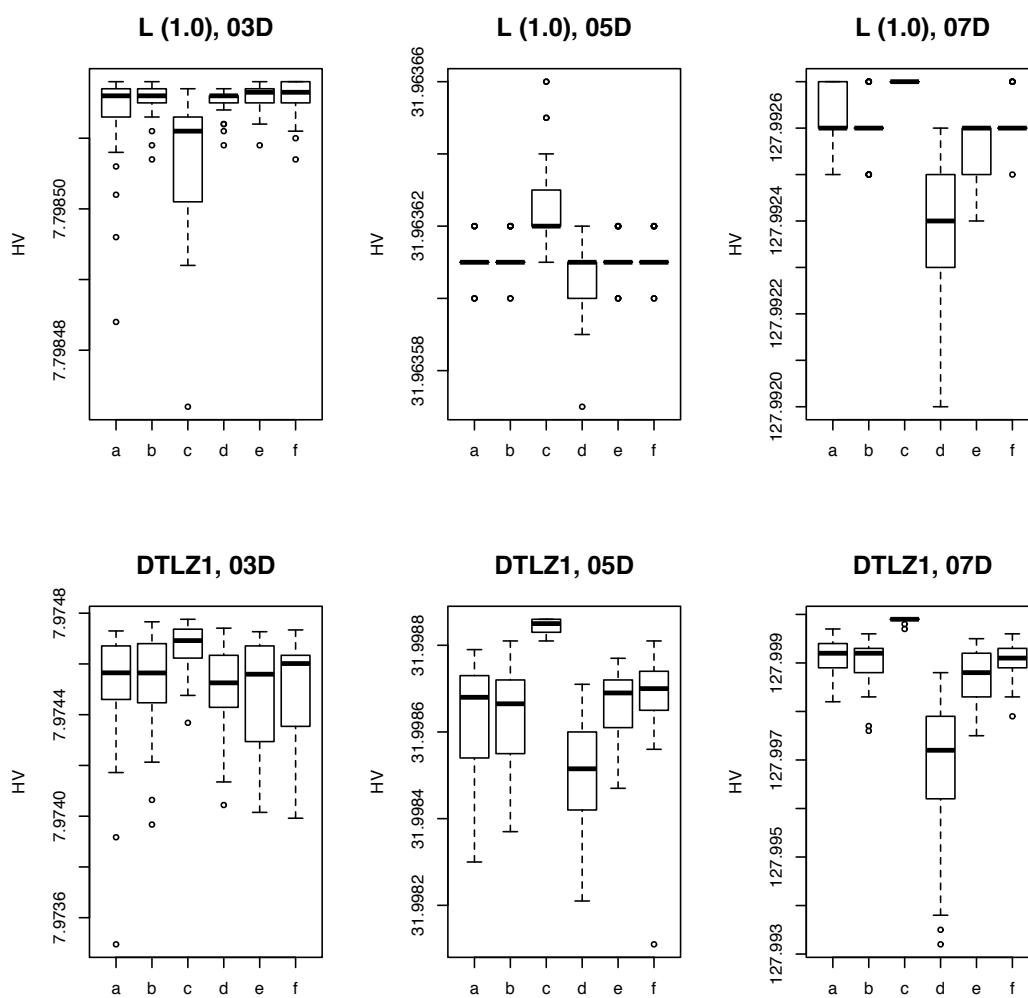 L (1.0), 03D
HV
7.79850
7.79848
a b c d e f
L (1.0), 05D
HV
31.96366
31.96362
31.96358
a b c d e f
L (1.0), 07D
HV
127.9926
127.9924
127.9922
127.9920
a b c d e f
DTLZ1, 03D
HV
7.9748
7.9744
7.9740
7.9736
a b c d e f
DTLZ1, 05D
HV
31.9988
31.9986
31.9984
31.9982
a b c d e f
DTLZ1, 07D
HV
127.999
127.997
127.995
127.993
a b c d e f